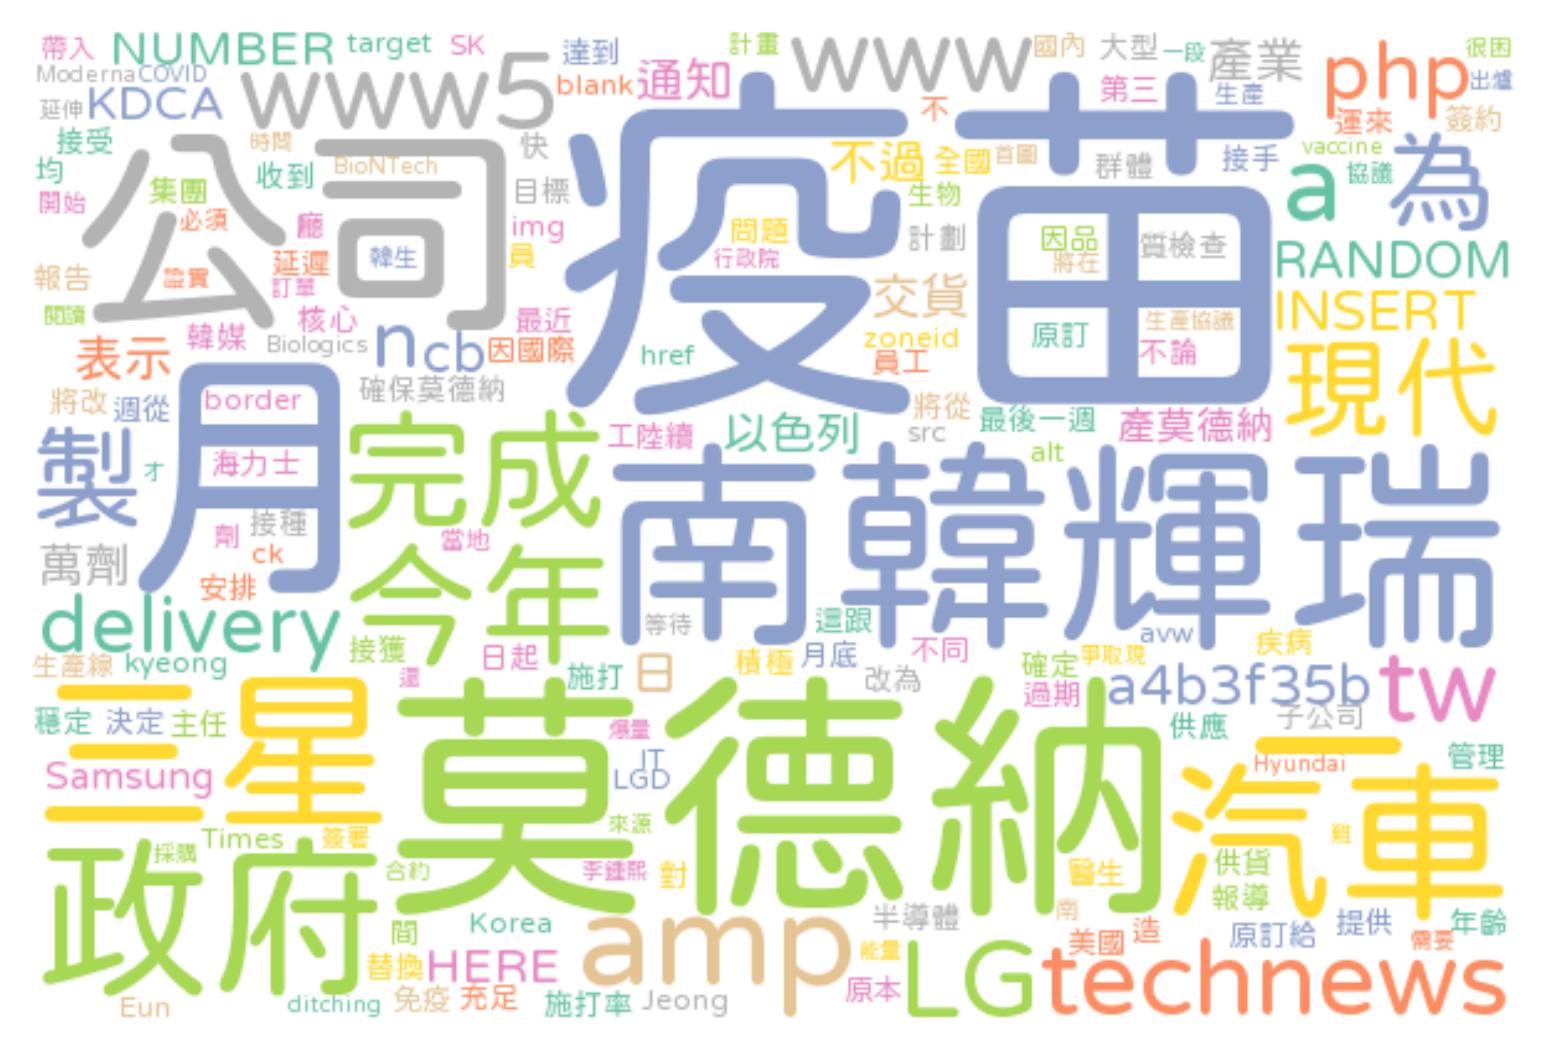 帶入 NUMBER target SK 達到 計畫 www 國內 大型 一段 產業 php 很困
Moderna COVID www5 blank 通知 第三 生產 出爐
延伸 KDCA 不 運來 簽約
接受 時間 快 疫苗 vaccine
均 公司 BioNTech 不過 全國 首圖 群體 接手 a 協議 為
開始 集團 收到 目標 生物
必須 廳 img 問題 計劃 因品 質檢查 RANDOM
報告 證實 延遲 韓生 員 行政院 將在
訂單 交貨 INSERT
閱讀 韓媒 核心 最近 zoneid 原訂 生產協議
表示 Biologics n cb 因國際 href 員工 不論 現代
將改 週從 border 確保莫德納 將從 最後一週 產莫德納
製 月 完成 工陸續 以色列 src alt
才 海力士 南韓輝瑞
劑 接種 當地
萬劑 ck 今年
安排
delivery 等待 這跟 avw
生產線 kyeong 接獲 日起 積極 月底 不同 確定 爭取現 疾病
還 施打 日 改為 過期 a4b3f35b tw
穩定 決定 主任 三星 莫德納 爆量 供應 子公司
Samsung IT LGD Hyundai 管理
汽車
政府 採購 Times 簽署 來源 難
合約 李鍾熙 對 醫生 供貨
報導
間 Korea amp 半導體 南 美國 造 原訂給 提供 年齡
替換 HERE 能量 LG technews 需要
Eun ditching 免疫 充足 施打率 Jeong 原本